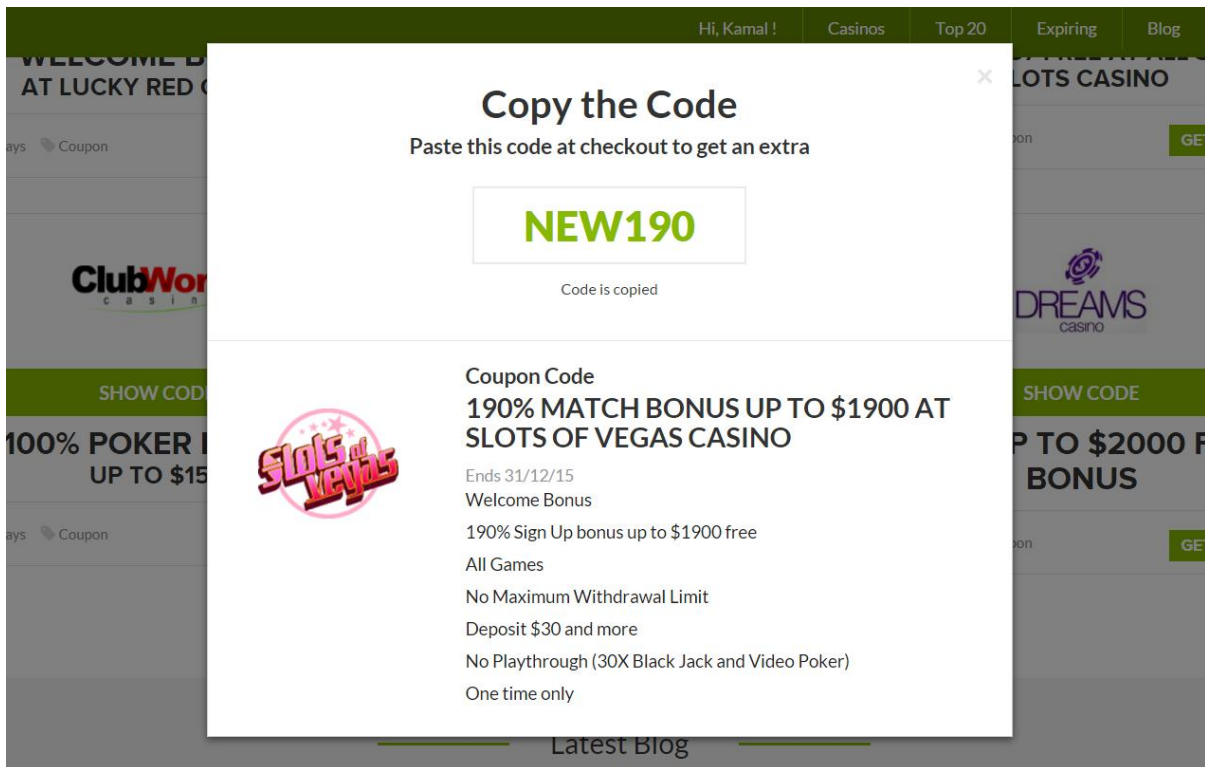 Hi, Kamal !
Casinos
Top 20
Expiring
Blog
AT LUCKY RED
LOTS CASINO
Coupon
Copy the Code
Paste this code at checkout to get an extra
NEW190
Code is copied
DREAMS
casino
SHOW CODE
100% POKER
UP TO $15
Coupon
P TO $2000
BONUS
Slots of
Vegas
Coupon Code
190% MATCH BONUS UP TO $1900 AT
SLOTS OF VEGAS CASINO
Ends 31/12/15
Welcome Bonus
190% Sign Up bonus up to $1900 free
All Games
No Maximum Withdrawal Limit
Deposit $30 and more
No Playthrough (30X Black Jack and Video Poker)
One time only
Latest Blog